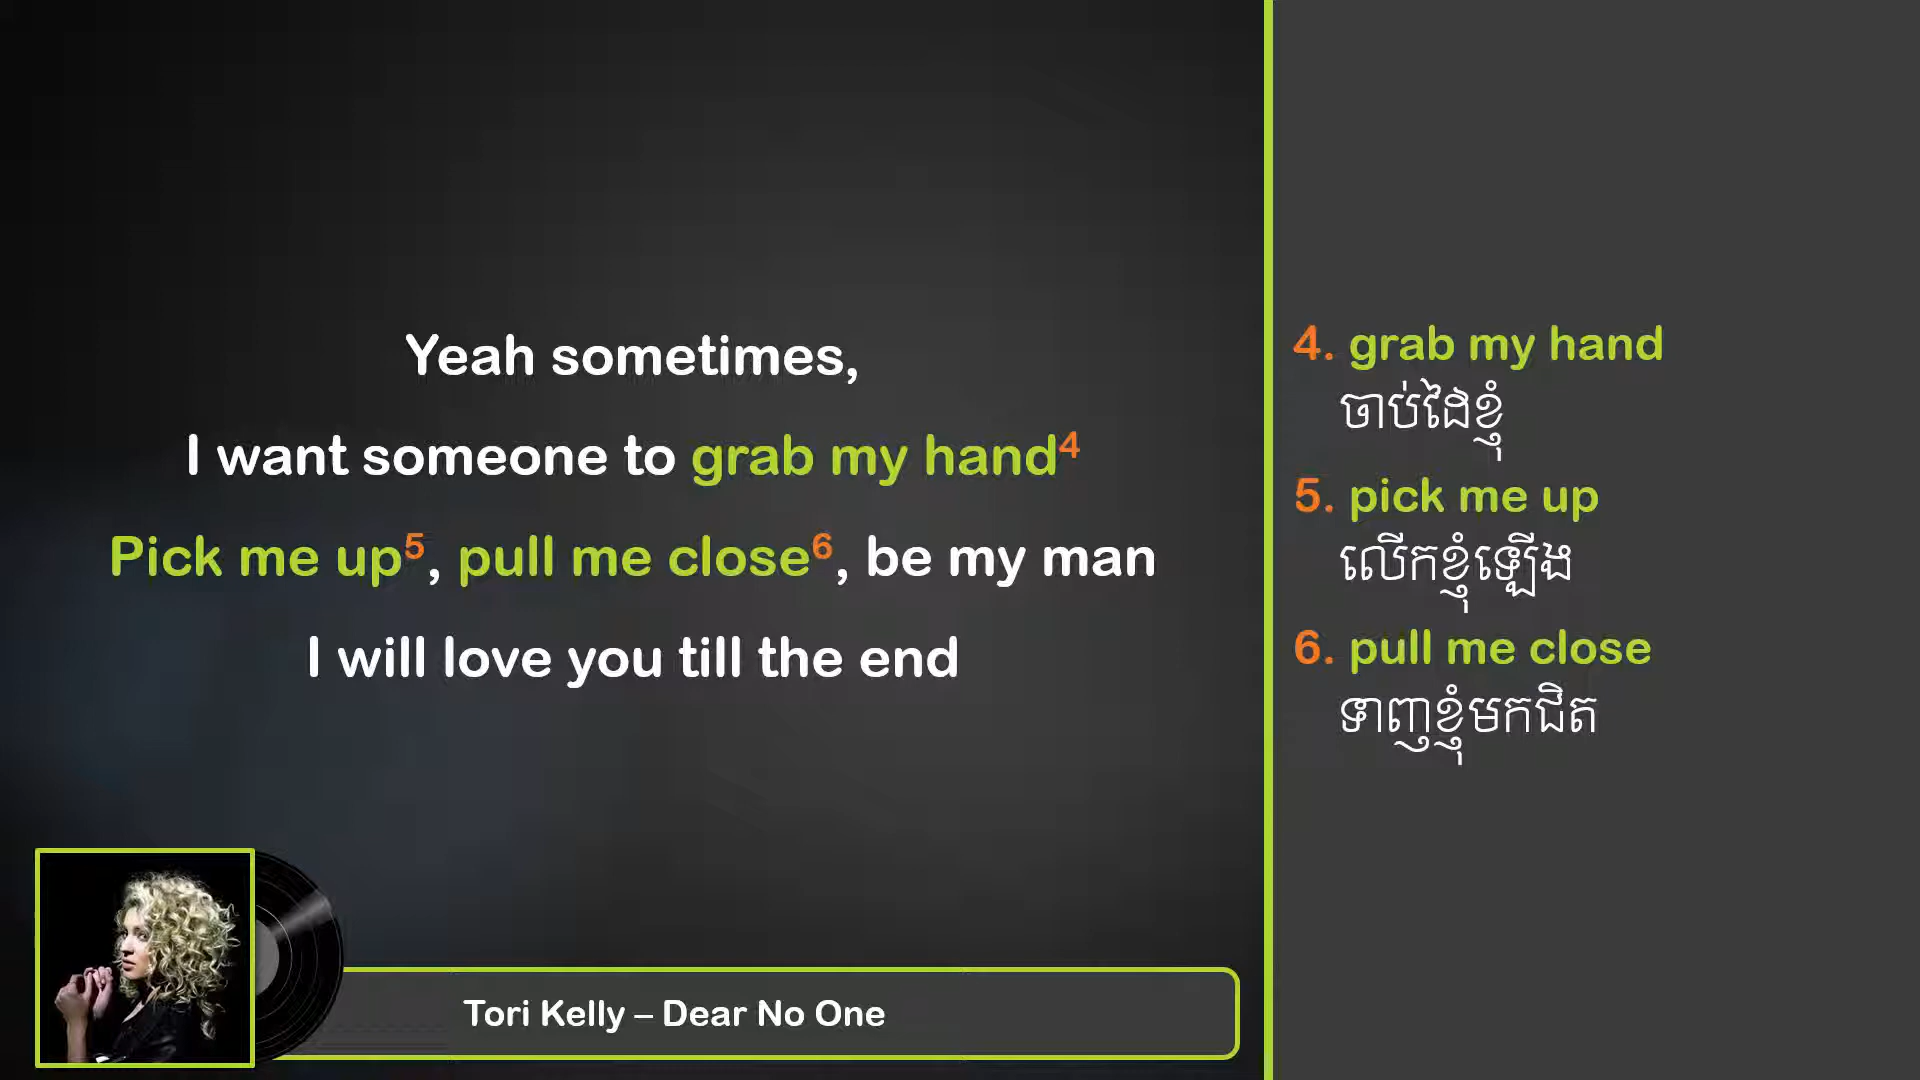 Yeah sometimes,
I want someone to grab my hand4
Pick me up5, pull me close6, be my man
I will love you till the end
Tori Kelly – Dear No One
4. grab my hand
ចាប់ដៃខ្ញុំ
5. pick me up
លើកខ្ញុំឡើង
6. pull me close
ទាញខ្ញុំមកជិត